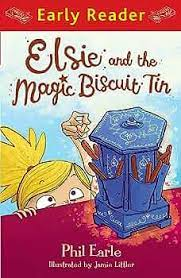 Early Reader
Elsie and the
Magic Biscuit Tin
Phil Earle
Illustrated by Jamie Littler